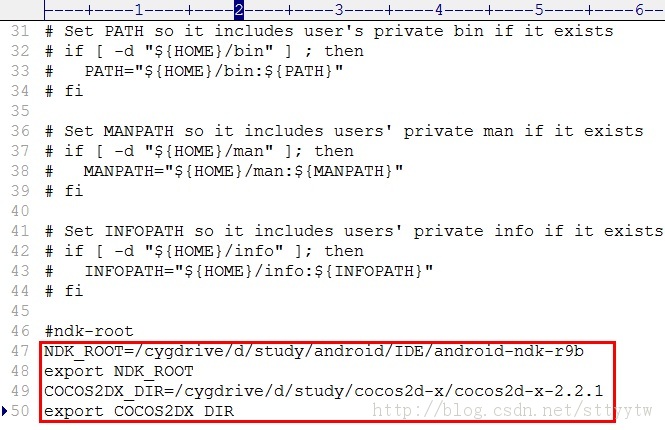 ----+----1----+----2----+----3----+----4----+----5----+----6--
31 # Set PATH so it includes user's private bin if it exists
32 # if [ -d "${HOME}/bin" ] ; then
33 #   PATH="${HOME}/bin:${PATH}"
34 # fi
35
36 # Set MANPATH so it includes users' private man if it exists
37 # if [ -d "${HOME}/man" ]; then
38 #   MANPATH="${HOME}/man:${MANPATH}"
39 # fi
40
41 # Set INFOPATH so it includes users' private info if it exists
42 # if [ -d "${HOME}/info" ]; then
43 #   INFOPATH="${HOME}/info:${INFOPATH}"
44 # fi
45
46 #ndk-root
47 NDK_ROOT=/cygdrive/d/study/android/IDE/android-ndk-r9b
48 export NDK_ROOT
49 COCOS2DX_DIR=/cygdrive/d/study/cocos2d-x/cocos2d-x-2.2.1
50 export COCOS2DX_DIR
http://blog.csdn.net/sttyytw